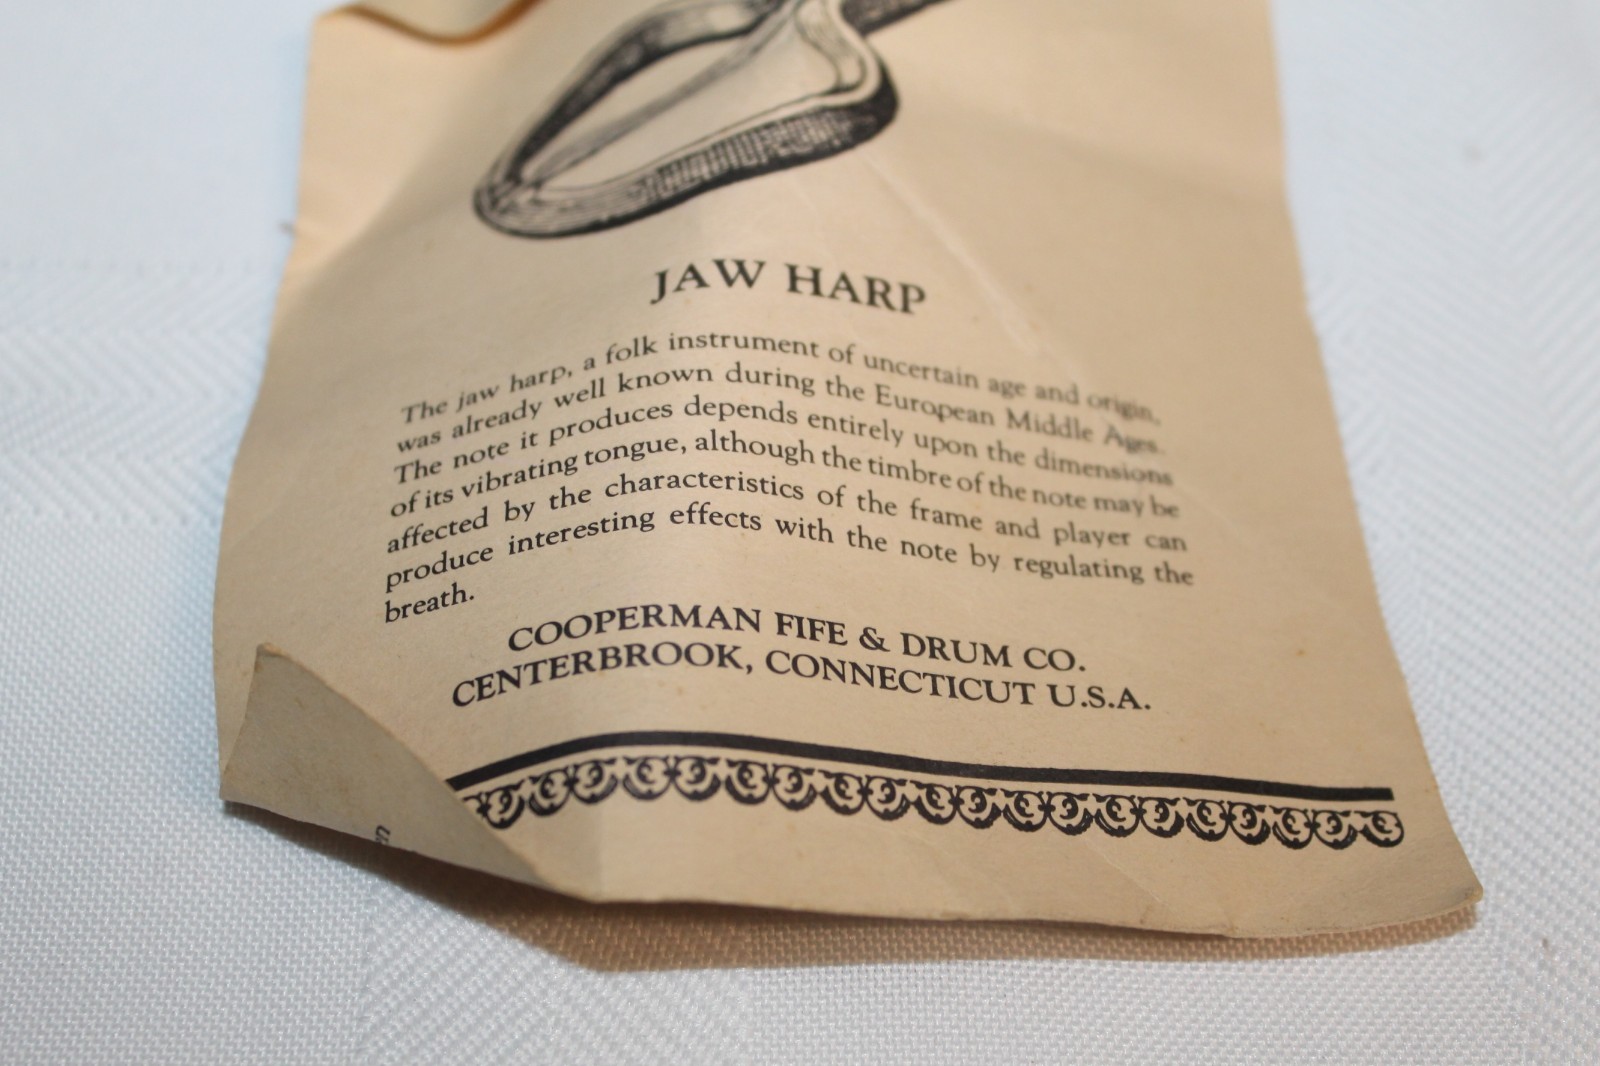 JAW HARP
The jaw harp, a folk instrument of uncertain age and origin,
was already well known during the European Middle Ages.
The note it produces depends entirely upon the dimensions
of its vibrating tongue, although the timbre of the note may be
affected by the characteristics of the frame and player can
produce interesting effects with the note by regulating the
breath.
COOPERMAN FIFE & DRUM CO.
CENTERBROOK, CONNECTICUT U.S.A.